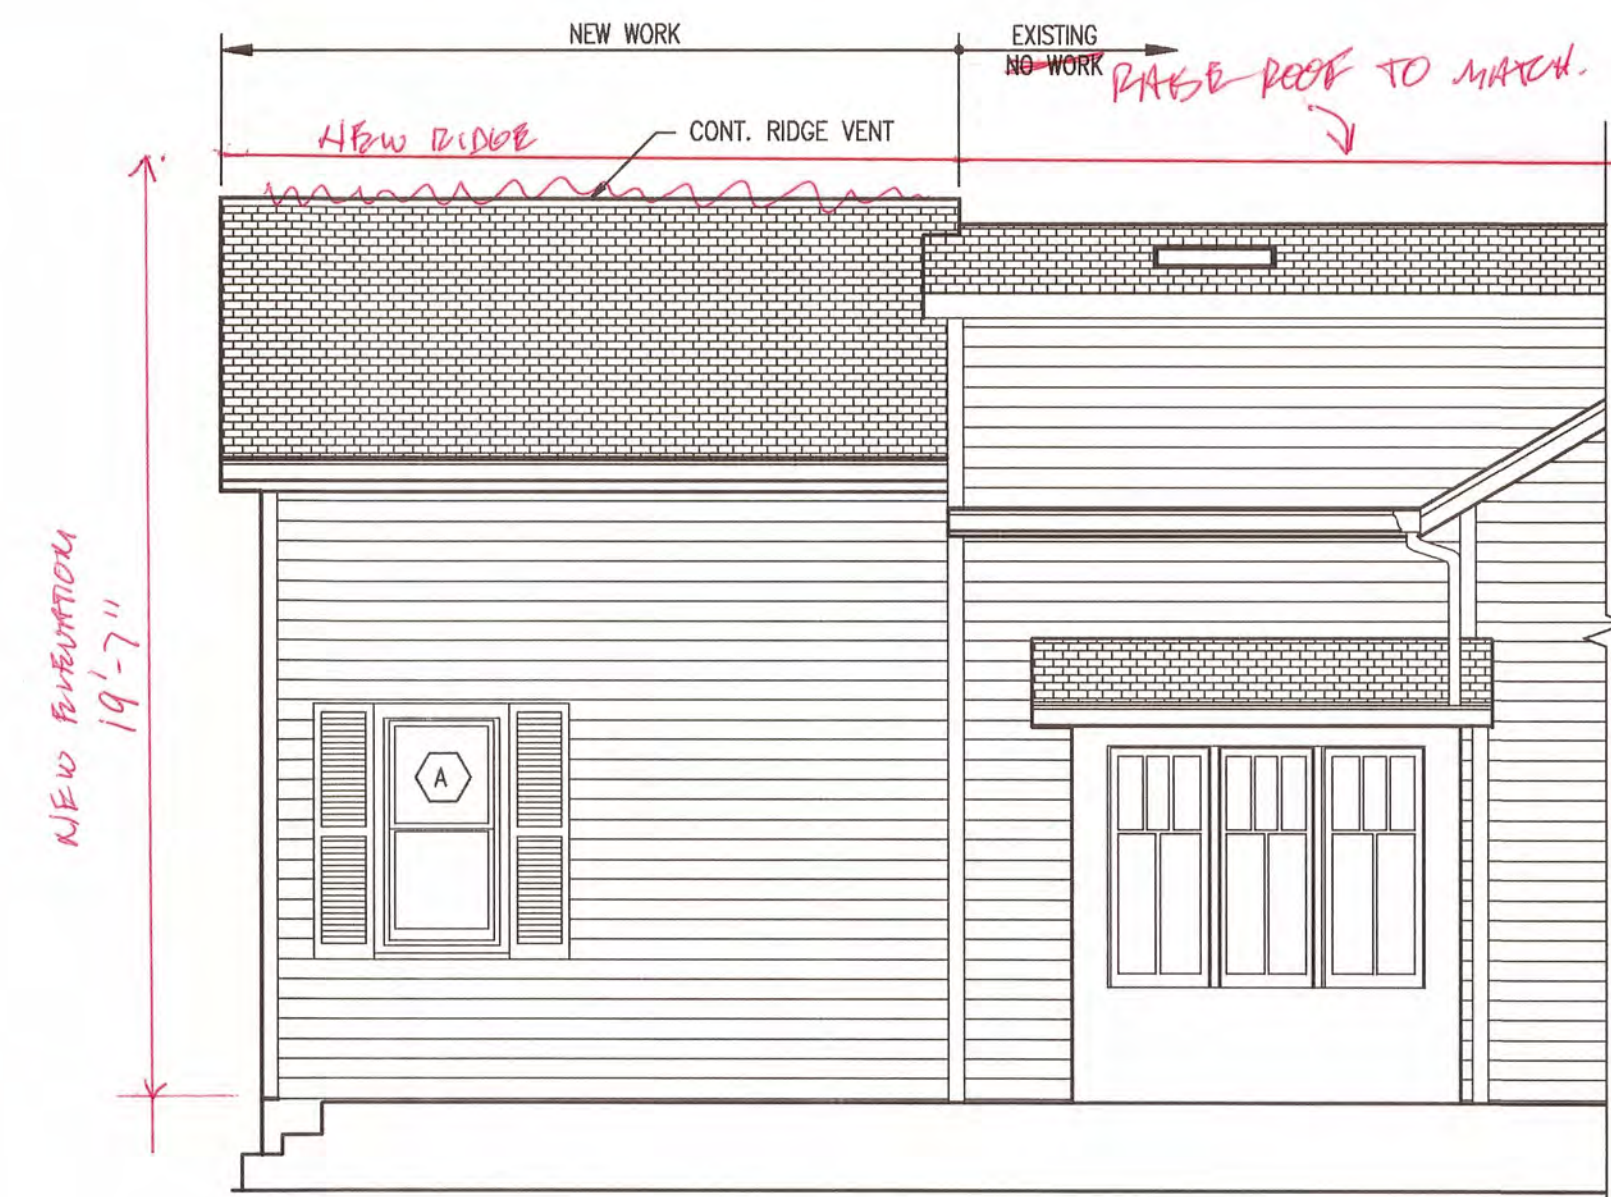 NEW WORK
EXISTING
NO WORK
RAISE ROOF TO MATCH.
NEW RIDGE
CONT. RIDGE VENT
NEW ELEVATION
19'-7"
A